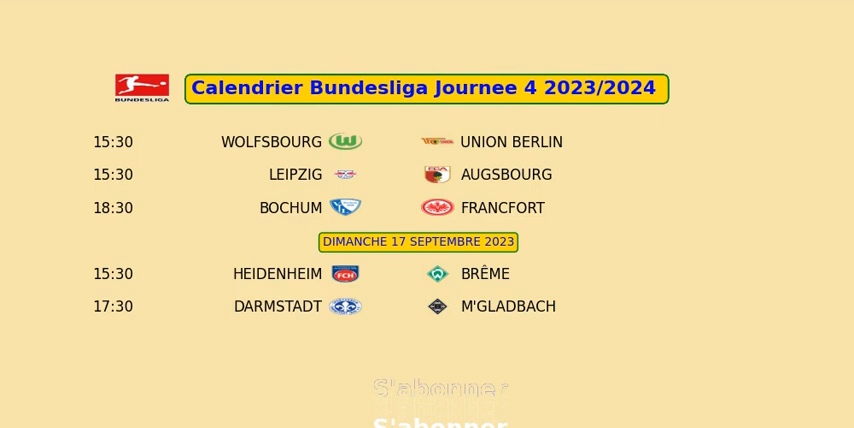 BUNDESLIGA Calendrier Bundesliga Journee 4 2023/2024
15:30 WOLFSBOURG UNION BERLIN
15:30 LEIPZIG AUGSBOURG
18:30 BOCHUM FRANCFORT
DIMANCHE 17 SEPTEMBRE 2023
15:30 HEIDENHEIM FCH BRÊME
17:30 DARMSTADT M'GLADBACH
S'abonner
S'abonner